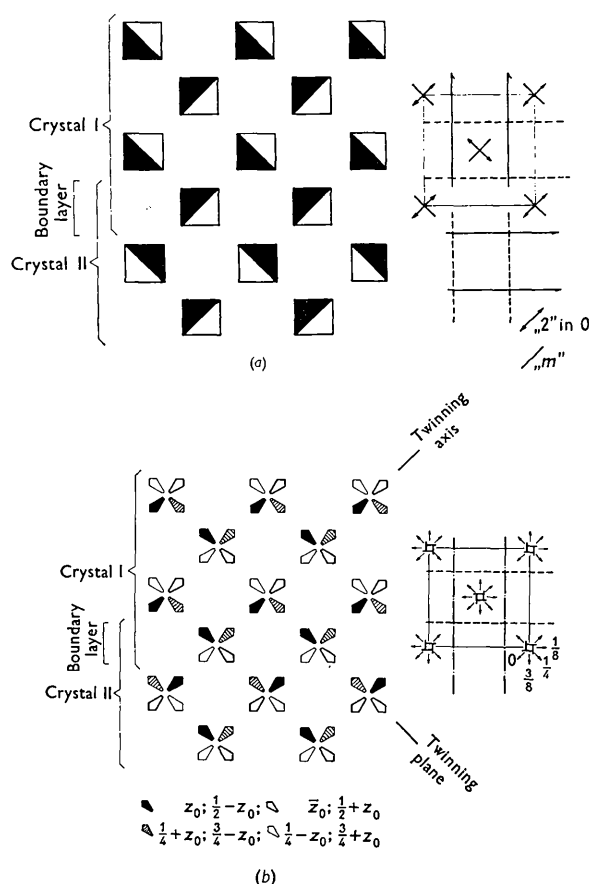 Crystal I
Boundary layer
Crystal II
„2” in 0
„m”
(a)
Twinning axis
Crystal I
Boundary layer
Crystal II
0 1/8
3/8 1/4
Twinning plane
z₀; 1/2 − z₀; z̄₀; 1/2 + z₀
1/4 + z₀; 3/4 − z₀; 1/4 − z₀; 3/4 + z₀
(b)